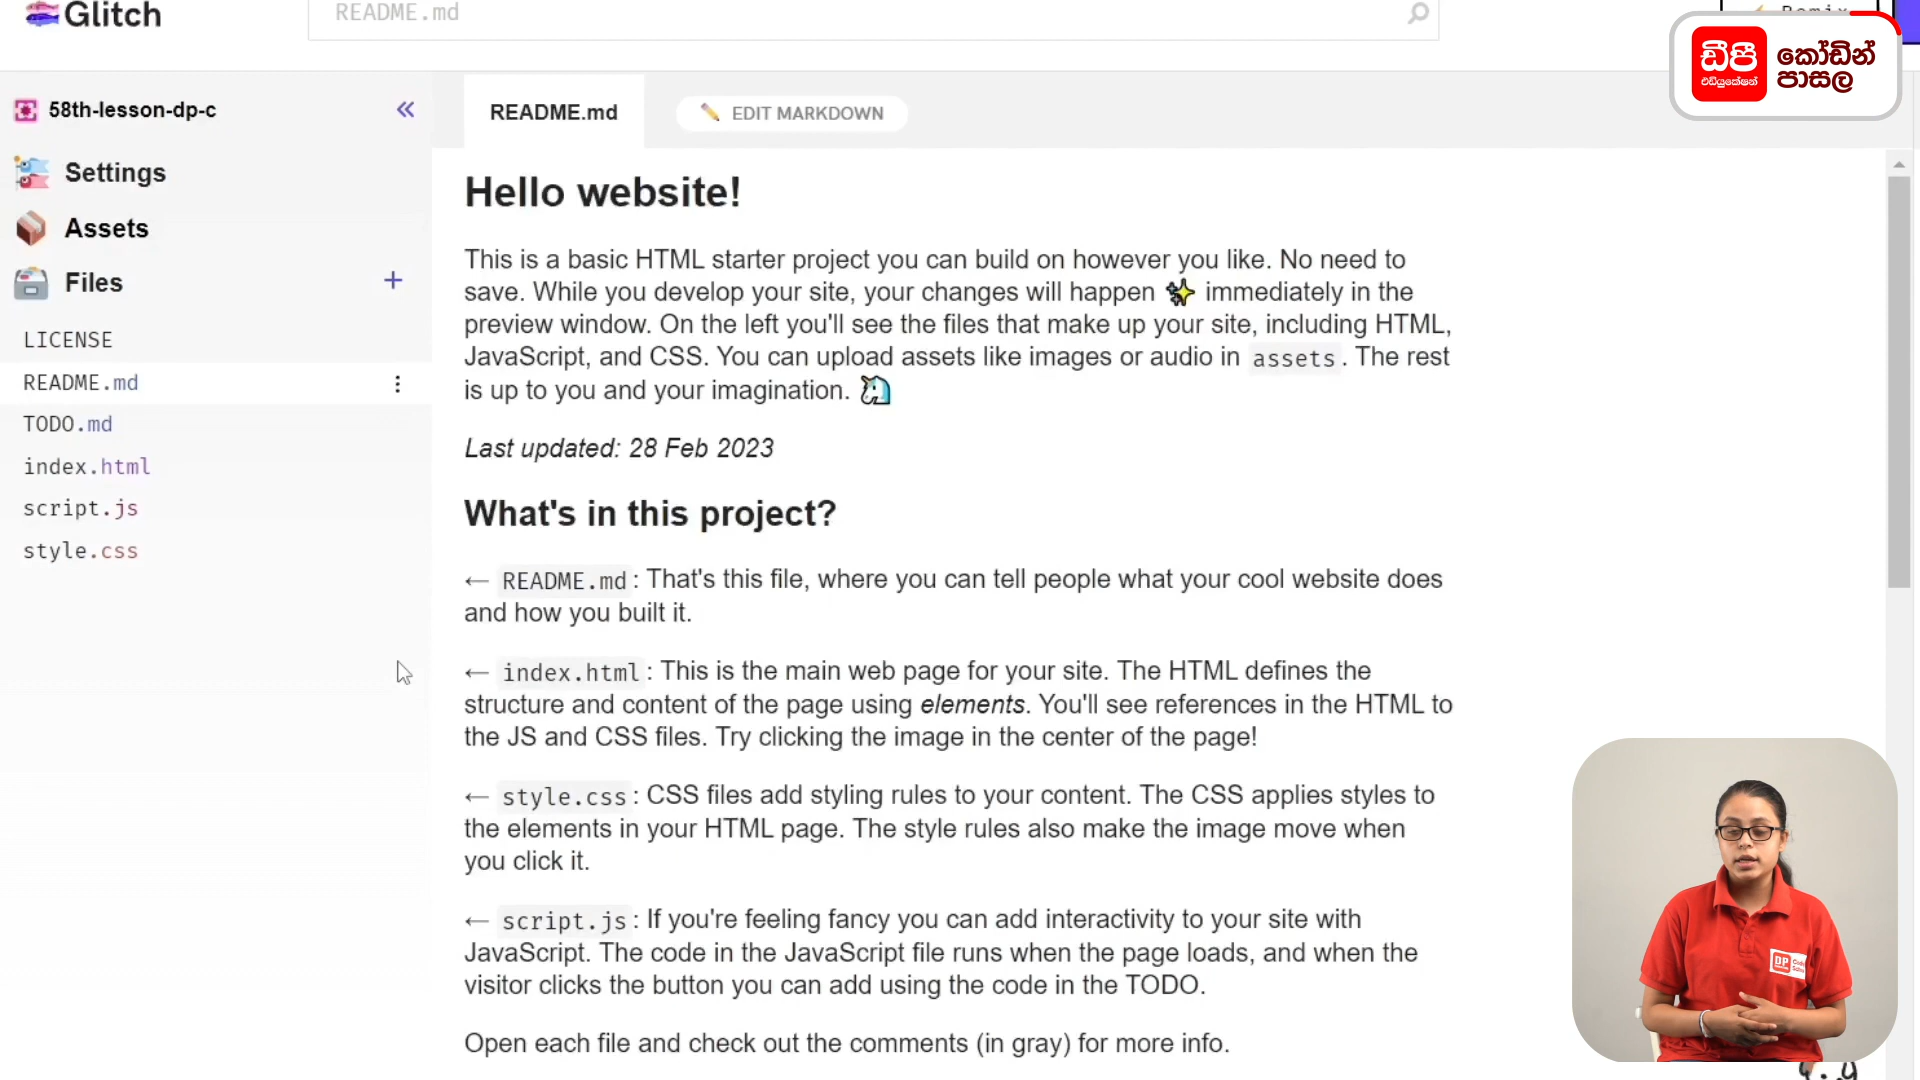 Glitch
README.md
Remix
ඩීපී
එඩියුකේෂන්
කෝඩින්
පාසල
58th-lesson-dp-c
README.md
EDIT MARKDOWN
Settings
Assets
Files
LICENSE
README.md
TODO.md
index.html
script.js
style.css
Hello website!
This is a basic HTML starter project you can build on however you like. No need to
save. While you develop your site, your changes will happen ✨ immediately in the
preview window. On the left you'll see the files that make up your site, including HTML,
JavaScript, and CSS. You can upload assets like images or audio in assets. The rest
is up to you and your imagination. 🦄
Last updated: 28 Feb 2023
What's in this project?
← README.md: That's this file, where you can tell people what your cool website does
and how you built it.
← index.html: This is the main web page for your site. The HTML defines the
structure and content of the page using elements. You'll see references in the HTML to
the JS and CSS files. Try clicking the image in the center of the page!
← style.css: CSS files add styling rules to your content. The CSS applies styles to
the elements in your HTML page. The style rules also make the image move when
you click it.
← script.js: If you're feeling fancy you can add interactivity to your site with
JavaScript. The code in the JavaScript file runs when the page loads, and when the
visitor clicks the button you can add using the code in the TODO.
Open each file and check out the comments (in gray) for more info.
DP